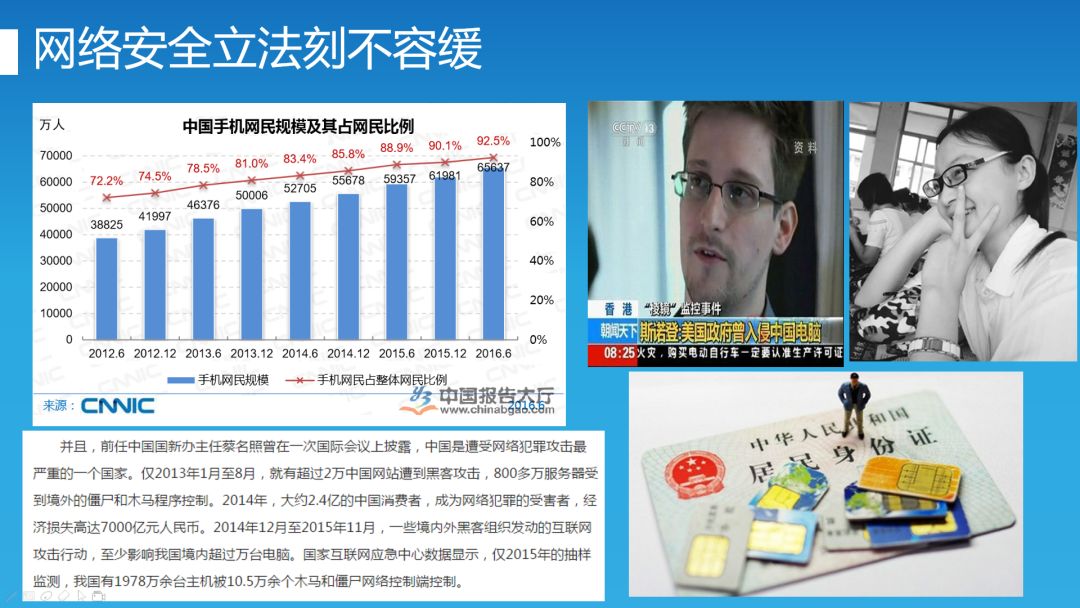 网络安全立法刻不容缓
万人
中国手机网民规模及其占网民比例
70000
60000
50000
40000
30000
20000
10000
0
100%
80%
60%
40%
20%
0%
72.2% 74.5% 78.5% 81.0% 83.4% 85.8% 88.9% 90.1% 92.5%
38825 41997 46376 50006 52705 55678 59357 61981 65637
2012.6 2012.12 2013.6 2013.12 2014.6 2014.12 2015.6 2015.12 2016.6
手机网民规模 手机网民占整体网民比例
来源：CNNIC
中国报告大厅
www.chinabgao.com
2016.6
并且，前任中国国新办主任蔡名照曾在一次国际会议上披露，中国是遭受网络犯罪攻击最
严重的一个国家。仅2013年1月至8月，就有超过2万中国网站遭到黑客攻击，800多万服务器受
到境外的僵尸和木马程序控制。2014年，大约2.4亿的中国消费者，成为网络犯罪的受害者，经
济损失高达7000亿元人民币。2014年12月至2015年11月，一些境内外黑客组织发动的互联网
攻击行动，至少影响我国境内超过万台电脑。国家互联网应急中心数据显示，仅2015年的抽样
监测，我国有1978万余台主机被10.5万余个木马和僵尸网络控制端控制。
CCTV 13
新闻
资料
香港 “棱镜”监控事件
朝闻天下 斯诺登:美国政府曾入侵中国电脑
08:25 火灾，购买电动自行车一定要认准生产许可证
中华人民共和国
居民身份证